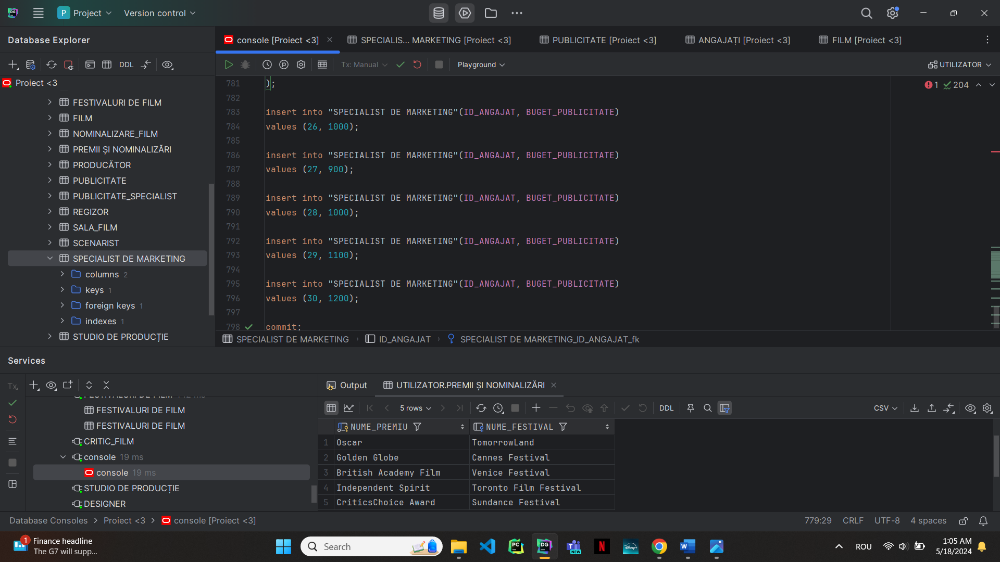 P Project Version control
Database Explorer
console [Proiect <3]
SPECIALIS... MARKETING [Proiect <3]
PUBLICITATE [Proiect <3]
ANGAJAȚI [Proiect <3]
FILM [Proiect <3]
DDL
Tx: Manual
Playground
UTILIZATOR
Proiect <3
FESTIVALURI DE FILM
FILM
NOMINALIZARE_FILM
PREMII ȘI NOMINALIZĂRI
PRODUCĂTOR
PUBLICITATE
PUBLICITATE_SPECIALIST
REGIZOR
SALA_FILM
SCENARIST
SPECIALIST DE MARKETING
columns 2
keys 1
foreign keys 1
indexes 1
STUDIO DE PRODUCȚIE
1 204
781 );
782
783 insert into "SPECIALIST DE MARKETING"(ID_ANGAJAT, BUGET_PUBLICITATE)
784 values (26, 1000);
785
786 insert into "SPECIALIST DE MARKETING"(ID_ANGAJAT, BUGET_PUBLICITATE)
787 values (27, 900);
788
789 insert into "SPECIALIST DE MARKETING"(ID_ANGAJAT, BUGET_PUBLICITATE)
790 values (28, 1000);
791
792 insert into "SPECIALIST DE MARKETING"(ID_ANGAJAT, BUGET_PUBLICITATE)
793 values (29, 1100);
794
795 insert into "SPECIALIST DE MARKETING"(ID_ANGAJAT, BUGET_PUBLICITATE)
796 values (30, 1200);
797
798 commit;
SPECIALIST DE MARKETING › ID_ANGAJAT › SPECIALIST DE MARKETING_ID_ANGAJAT_fk
Services
Tx
FESTIVALURI DE FILM
FESTIVALURI DE FILM
CRITIC_FILM
console 19 ms
console 19 ms
STUDIO DE PRODUCȚIE
DESIGNER
Output
UTILIZATOR.PREMII ȘI NOMINALIZĂRI
5 rows
DDL
CSV
NUME_PREMIU NUME_FESTIVAL
1 Oscar TomorrowLand
2 Golden Globe Cannes Festival
3 British Academy Film Venice Festival
4 Independent Spirit Toronto Film Festival
5 CriticsChoice Award Sundance Festival
Database Consoles > Proiect <3 > console [Proiect <3]
779:29 CRLF UTF-8 4 spaces
1
Finance headline
The G7 will supp...
Search
PC
DG
NEW
Disney+
ROU
1:05 AM
5/18/2024